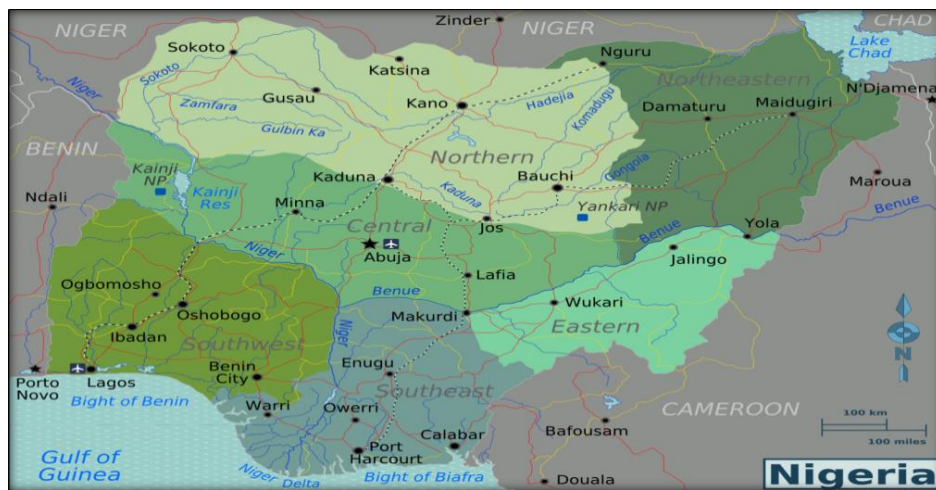 NIGER
Zinder
NIGER
CHAD
Lake
Chad
Sokoto
Katsina
Nguru
Northeastern
N'Djamena
Sokoto
Niger
Gusau
Kano
Hadejia
Komadugu
Damaturu
Maidugiri
Zamfara
Gulbin Ka
BENIN
Northern
Kainji
NP
Kainji
Res
Kaduna
Kaduna
Bauchi
Gongola
Yankari NP
Maroua
Benue
Ndali
Minna
Central
Jos
Abuja
Niger
Benue
Yola
Jalingo
Lafia
Ogbomosho
Oshobogo
Benue
Makurdi
Wukari
Eastern
Ibadan
Southwest
Niger
Enugu
Southeast
N
Porto
Novo
Lagos
Benin
City
Bight of Benin
Warri
Owerri
Calabar
CAMEROON
Bafousam
100 km
100 miles
Port
Harcourt
Gulf of
Guinea
Niger
Delta
Bight of Biafra
Douala
Nigeria